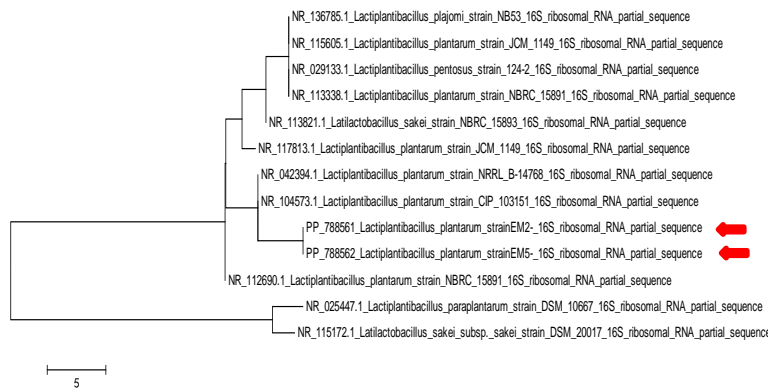 NR_136785.1_Lactiplantibacillus_plajomi_strain_NB53_16S_ribosomal_RNA_partial_sequence
NR_115605.1_Lactiplantibacillus_plantarum_strain_JCM_1149_16S_ribosomal_RNA_partial_sequence
NR_029133.1_Lactiplantibacillus_pentosus_strain_124-2_16S_ribosomal_RNA_partial_sequence
NR_113338.1_Lactiplantibacillus_plantarum_strain_NBRC_15891_16S_ribosomal_RNA_partial_sequence
NR_113821.1_Latilactobacillus_sakei_strain_NBRC_15893_16S_ribosomal_RNA_partial_sequence
NR_117813.1_Lactiplantibacillus_plantarum_strain_JCM_1149_16S_ribosomal_RNA_partial_sequence
NR_042394.1_Lactiplantibacillus_plantarum_strain_NRRL_B-14768_16S_ribosomal_RNA_partial_sequence
NR_104573.1_Lactiplantibacillus_plantarum_strain_CIP_103151_16S_ribosomal_RNA_partial_sequence
PP_788561_Lactiplantibacillus_plantarum_strainEM2-_16S_ribosomal_RNA_partial_sequence
PP_788562_Lactiplantibacillus_plantarum_strainEM5-_16S_ribosomal_RNA_partial_sequence
NR_112690.1_Lactiplantibacillus_plantarum_strain_NBRC_15891_16S_ribosomal_RNA_partial_sequence
NR_025447.1_Lactiplantibacillus_paraplantarum_strain_DSM_10667_16S_ribosomal_RNA_partial_sequence
NR_115172.1_Latilactobacillus_sakei_subsp._sakei_strain_DSM_20017_16S_ribosomal_RNA_partial_sequence
5